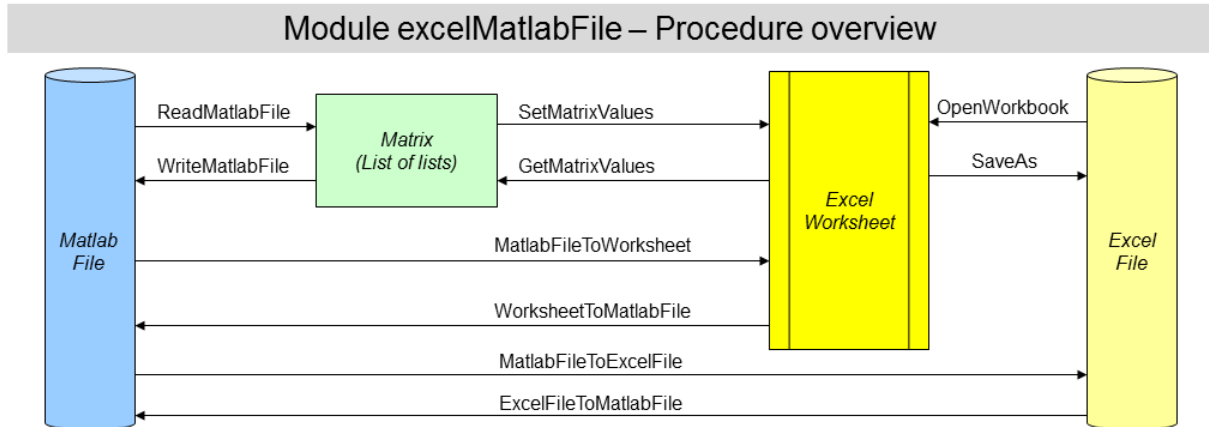 Module excelMatlabFile – Procedure overview
ReadMatlabFile
SetMatrixValues
OpenWorkbook
Matrix
(List of lists)
WriteMatlabFile
GetMatrixValues
SaveAs
Excel
Worksheet
Matlab
File
MatlabFileToWorksheet
Excel
File
WorksheetToMatlabFile
MatlabFileToExcelFile
ExcelFileToMatlabFile